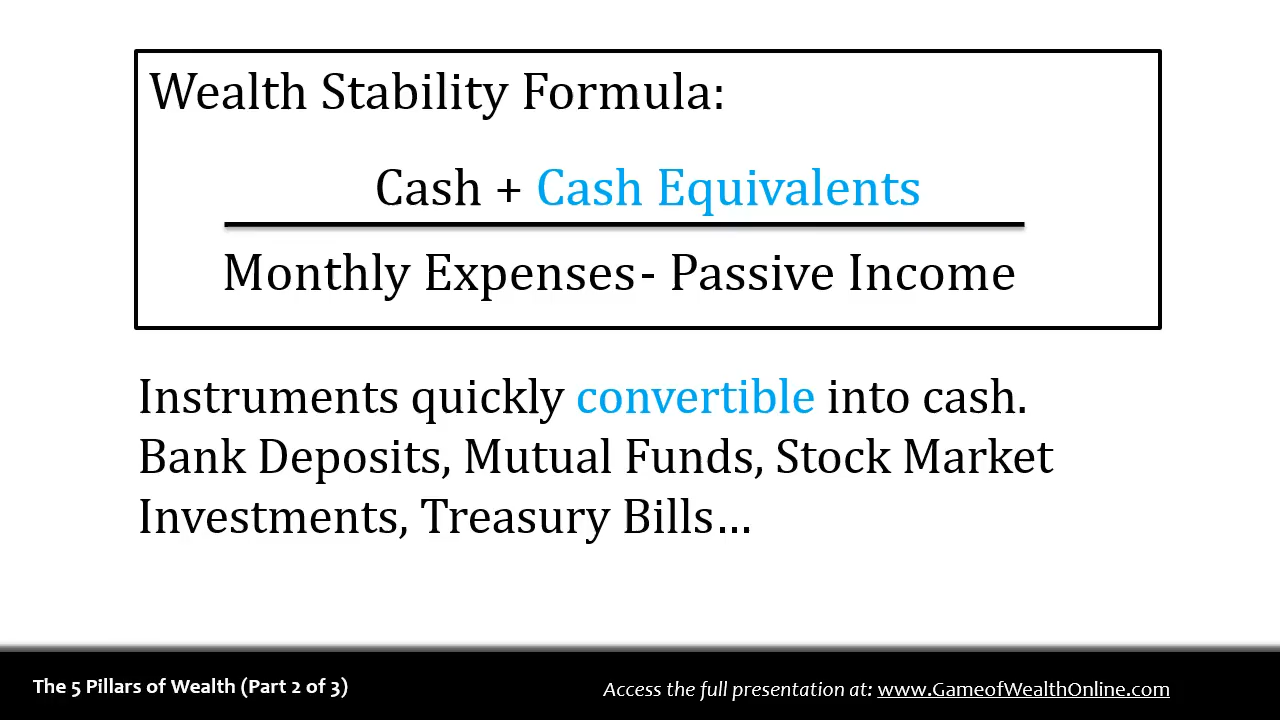 Wealth Stability Formula:
Cash + Cash Equivalents
Monthly Expenses- Passive Income
Instruments quickly convertible into cash.
Bank Deposits, Mutual Funds, Stock Market
Investments, Treasury Bills...
The 5 Pillars of Wealth (Part 2 of 3)
Access the full presentation at: www.GameofWealthOnline.com